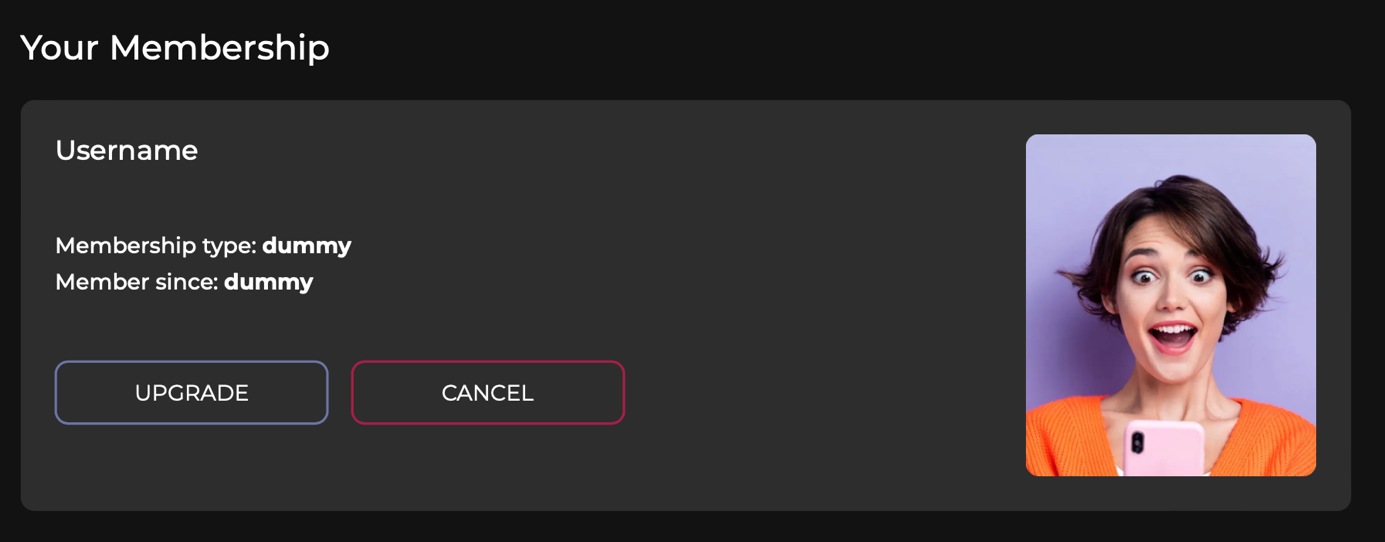 Your Membership
Username
Membership type: dummy
Member since: dummy
UPGRADE
CANCEL